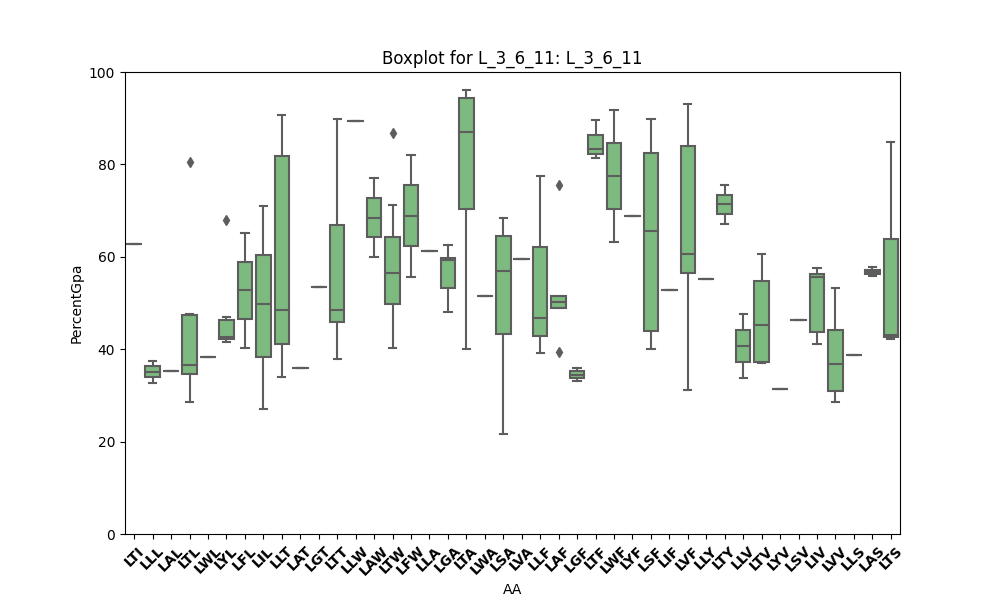 Boxplot for L_3_6_11: L_3_6_11
100
80
60
40
20
0
PercentGpa
LTI LLL LAL LTL LWL LYL LFL LIL LLT LAT LGT LTT LLW LAW LTW LFW LLA LGA LTA LWA LSA LVA LLF LAF LGF LTF LWF LYF LSF LIF LVF LLY LTY LLV LTV LYV LSV LIV LVV LLS LAS LTS
AA